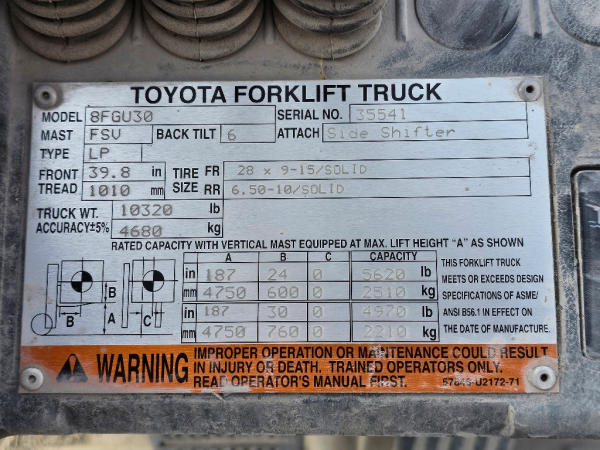 TOYOTA FORKLIFT TRUCK
MODEL 8FGU30 SERIAL NO. 35541
MAST FSV BACK TILT 6 ATTACH Side Shifter
TYPE LP
FRONT 39.8 in TIRE FR 28 x 9-15/SOLID
TREAD 1010 mm SIZE RR 6.50-10/SOLID
TRUCK WT. 10320 lb
ACCURACY±5% 4680 kg
RATED CAPACITY WITH VERTICAL MAST EQUIPPED AT MAX. LIFT HEIGHT "A" AS SHOWN
A B C CAPACITY
in 187 24 0 5620 lb
mm 4750 600 0 2510 kg
in 187 30 0 4970 lb
mm 4750 760 0 2210 kg
B B A C
THIS FORKLIFT TRUCK
MEETS OR EXCEEDS DESIGN
SPECIFICATIONS OF ASME/
ANSI B56.1 IN EFFECT ON
THE DATE OF MANUFACTURE.
WARNING
IMPROPER OPERATION OR MAINTENANCE COULD RESULT
IN INJURY OR DEATH. TRAINED OPERATORS ONLY.
READ OPERATOR'S MANUAL FIRST.
57645-U2172-71